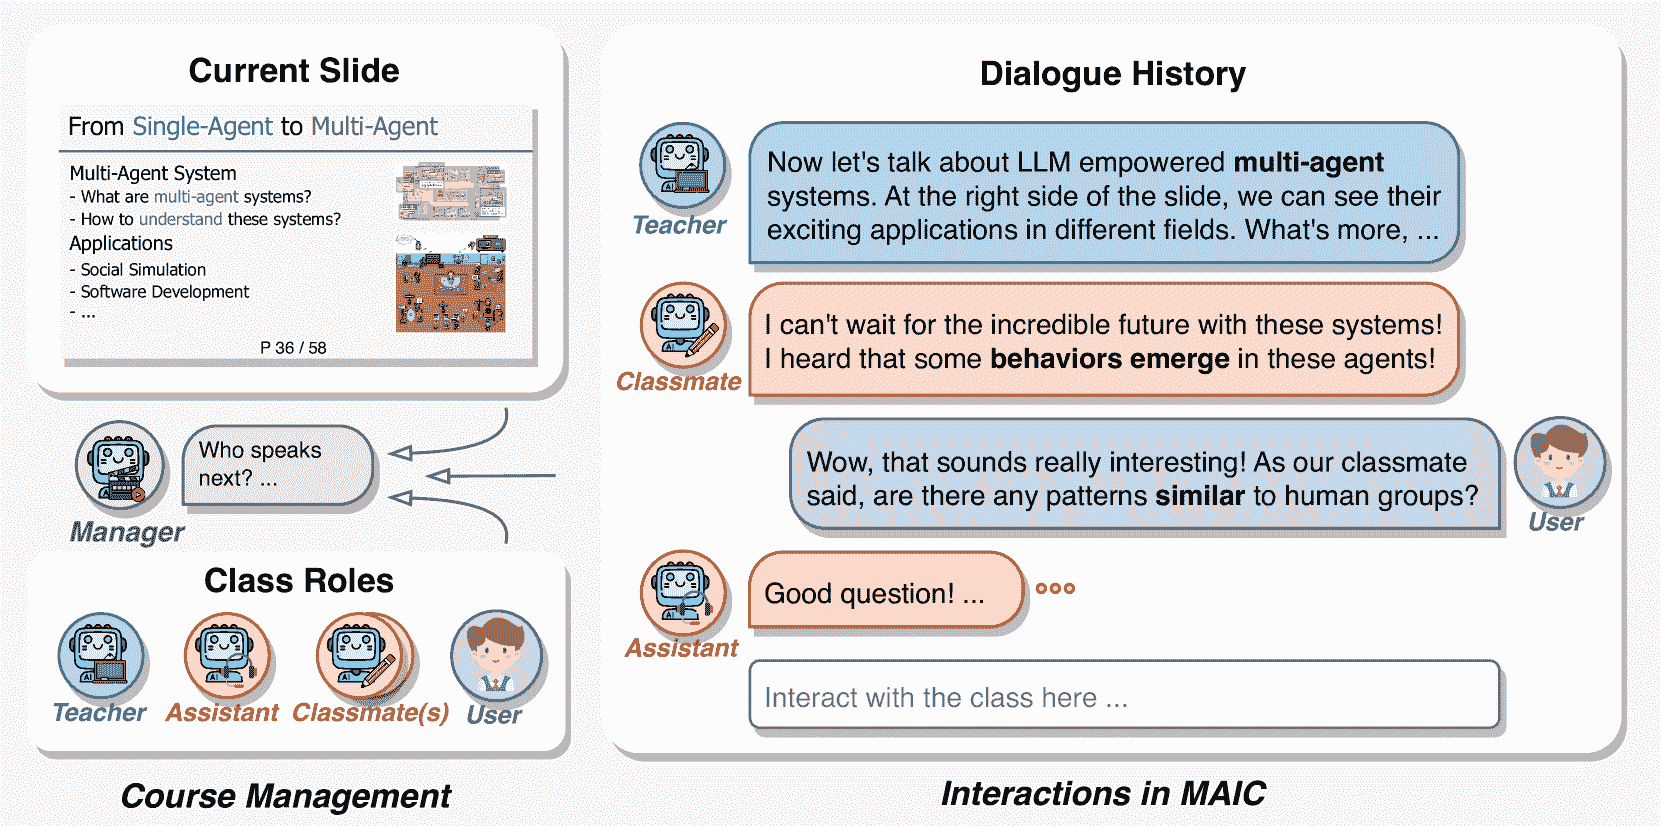 Current Slide
From Single-Agent to Multi-Agent
Multi-Agent System
- What are multi-agent systems?
- How to understand these systems?
Applications
- Social Simulation
- Software Development
- ...
P 36 / 58
Who speaks
next? ...
Manager
Class Roles
Teacher
Assistant
Classmate(s)
User
Course Management
Dialogue History
Now let's talk about LLM empowered multi-agent
systems. At the right side of the slide, we can see their
exciting applications in different fields. What's more, ...
Teacher
I can't wait for the incredible future with these systems!
I heard that some behaviors emerge in these agents!
Classmate
Wow, that sounds really interesting! As our classmate
said, are there any patterns similar to human groups?
User
Good question! ...
Assistant
Interact with the class here ...
Interactions in MAIC